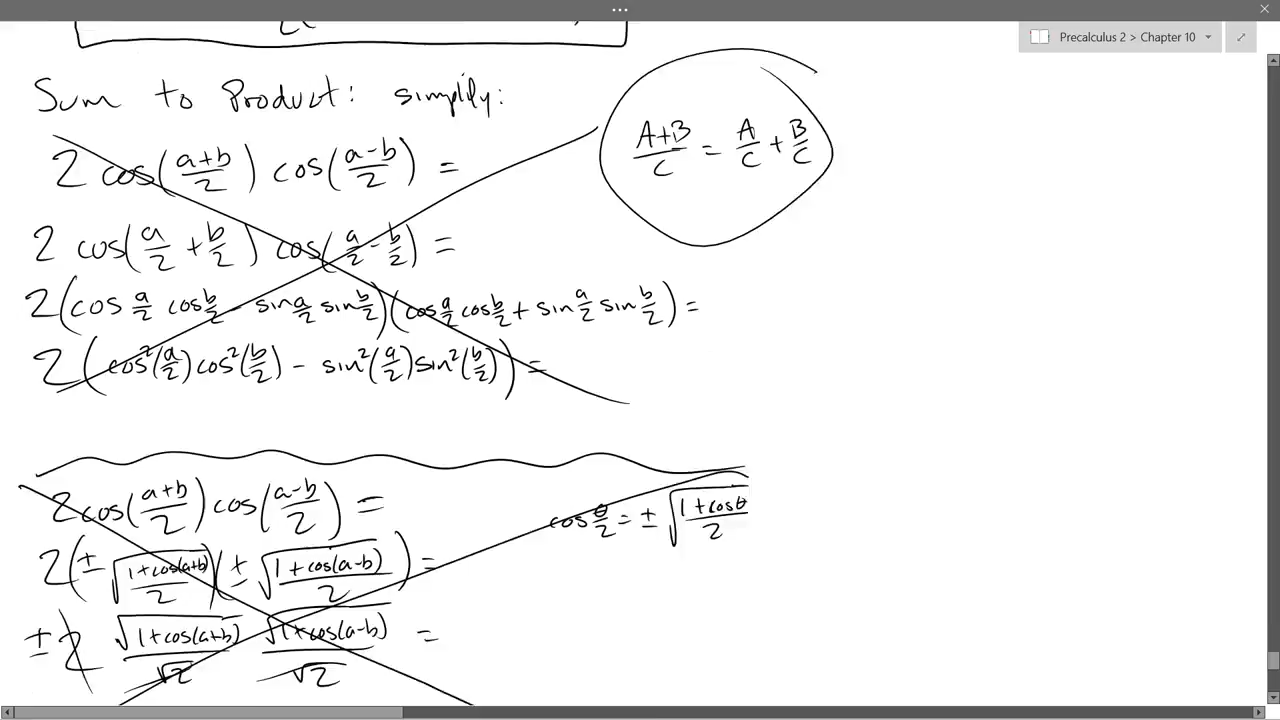 ...
Precalculus 2 > Chapter 10
2(
Sum to Product: simplify:
A+B/C = A/C + B/C
2 cos(a+b/2) cos(a-b/2) =
2 cos(a/2 + b/2) cos(a/2 - b/2) =
2(cos a/2 cos b/2 - sin a/2 sin b/2)(cos a/2 cos b/2 + sin a/2 sin b/2) =
2(cos²(a/2) cos²(b/2) - sin²(a/2) sin²(b/2)) =
2cos(a+b/2) cos(a-b/2) =
cos θ/2 = ± √(1+cosθ/2)
2(± √(1+cos(a+b)/2)(± √(1+cos(a-b)/2) ) =
± 2 √(1+cos(a+b))/√2 √(1+cos(a-b))/√2 =